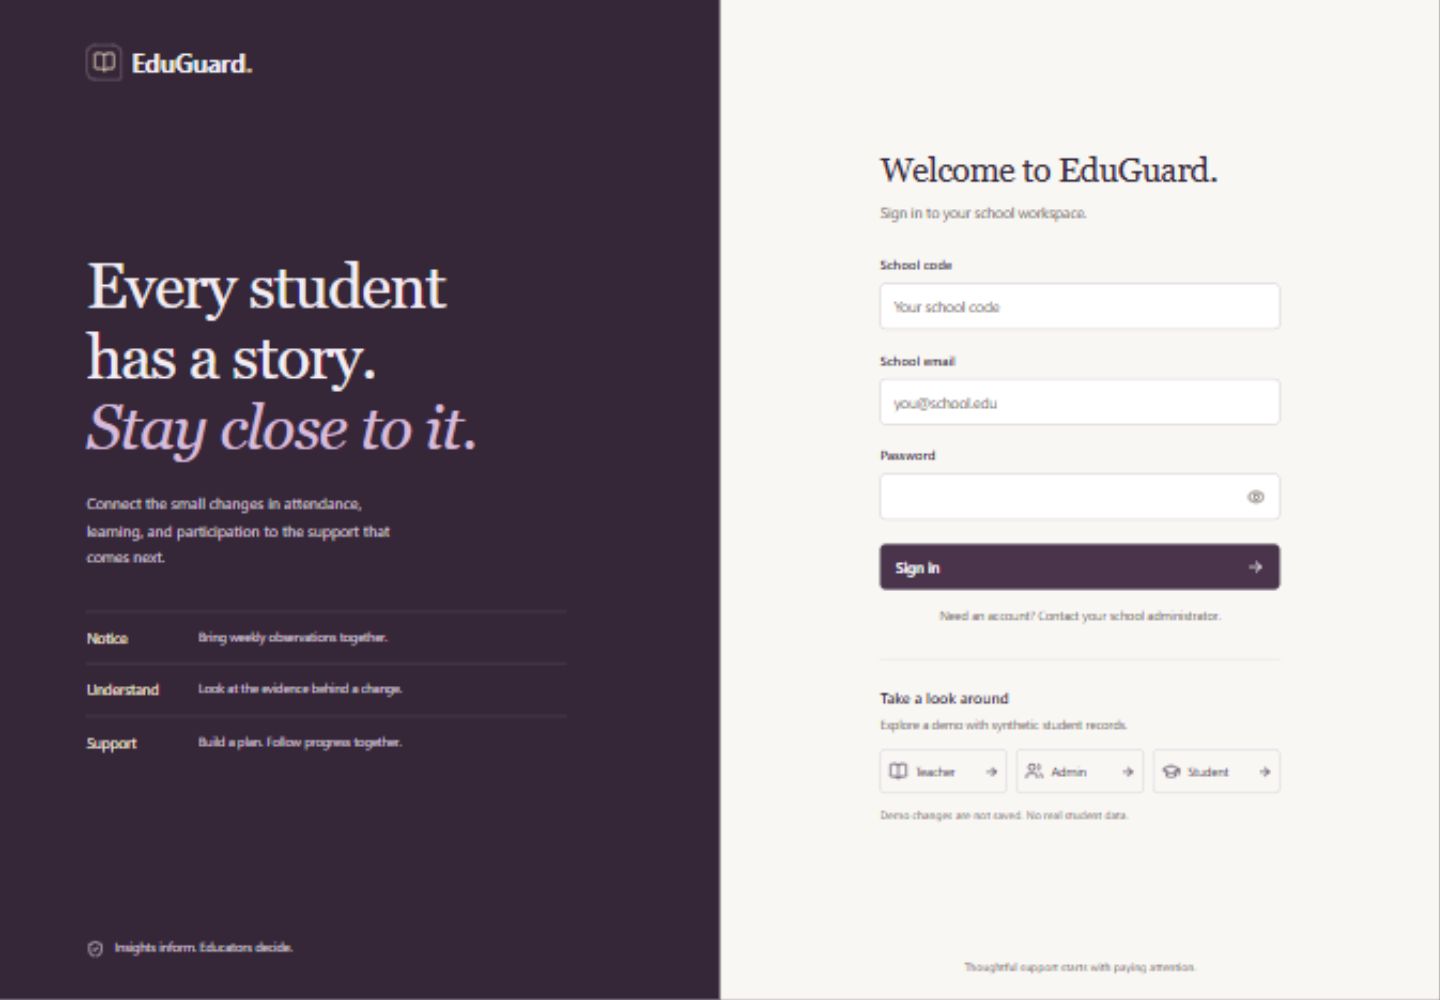 EduGuard.
Every student
has a story.
Stay close to it.
Connect the small changes in attendance,
learning, and participation to the support that
comes next.
Notice Bring weekly observations together.
Understand Look at the evidence behind a change.
Support Build a plan. Follow progress together.
Insights inform. Educators decide.
Welcome to EduGuard.
Sign in to your school workspace.
School code
Your school code
School email
you@school.edu
Password
Sign in
Need an account? Contact your school administrator.
Take a look around
Explore a demo with synthetic student records.
Teacher Admin Student
Demo changes are not saved. No real student data.
Thoughtful support starts with paying attention.